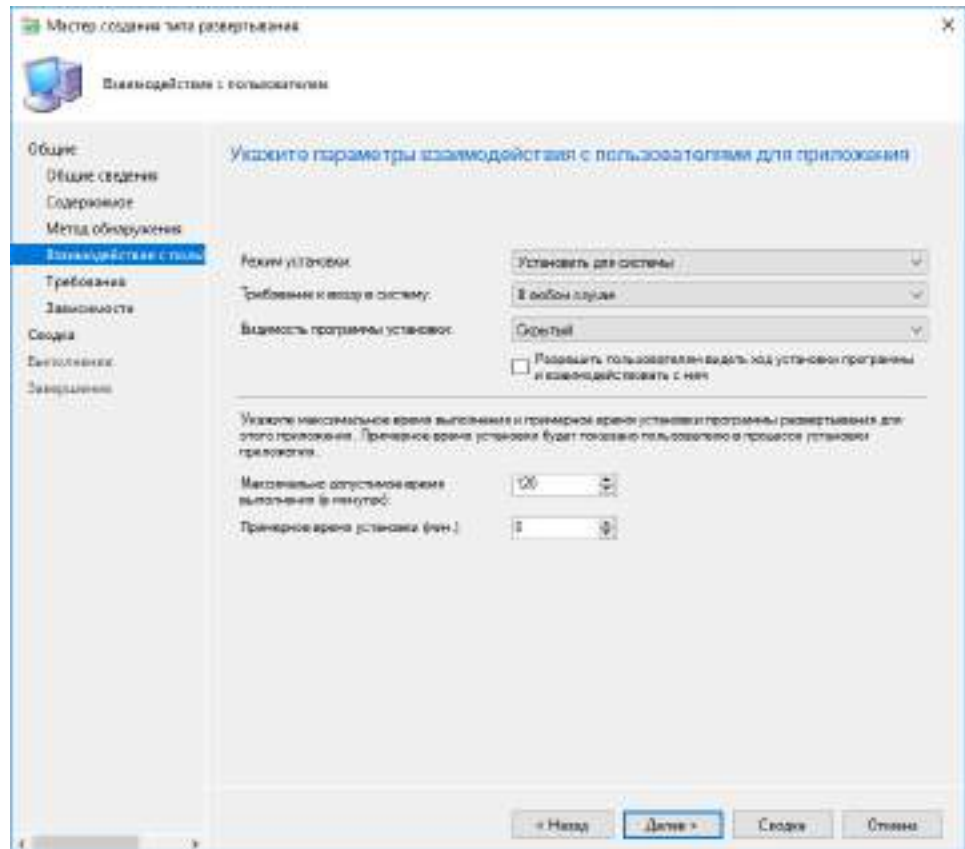 Мастер создания типа развертывания
Взаимодействие с пользователем
Общие
Общие сведения
Содержимое
Метод обнаружения
Взаимодействие с поль
Требования
Зависимости
Сводка
Выполнение
Завершение
Укажите параметры взаимодействия с пользователями для приложения
Режим установки:
Установить для системы
Требования к входу в систему:
В любом случае
Видимость программы установки:
Скрытый
Разрешить пользователям видеть ход установки программы
и взаимодействовать с ней
Укажите максимальное время выполнения и примерное время установки программы развертывания для
этого приложения. Примерное время установки будет показано пользователю в процессе установки
приложения.
Максимально допустимое время
выполнения (в минутах):
120
Примерное время установки (мин.):
0
< Назад
Далее >
Сводка
Отмена